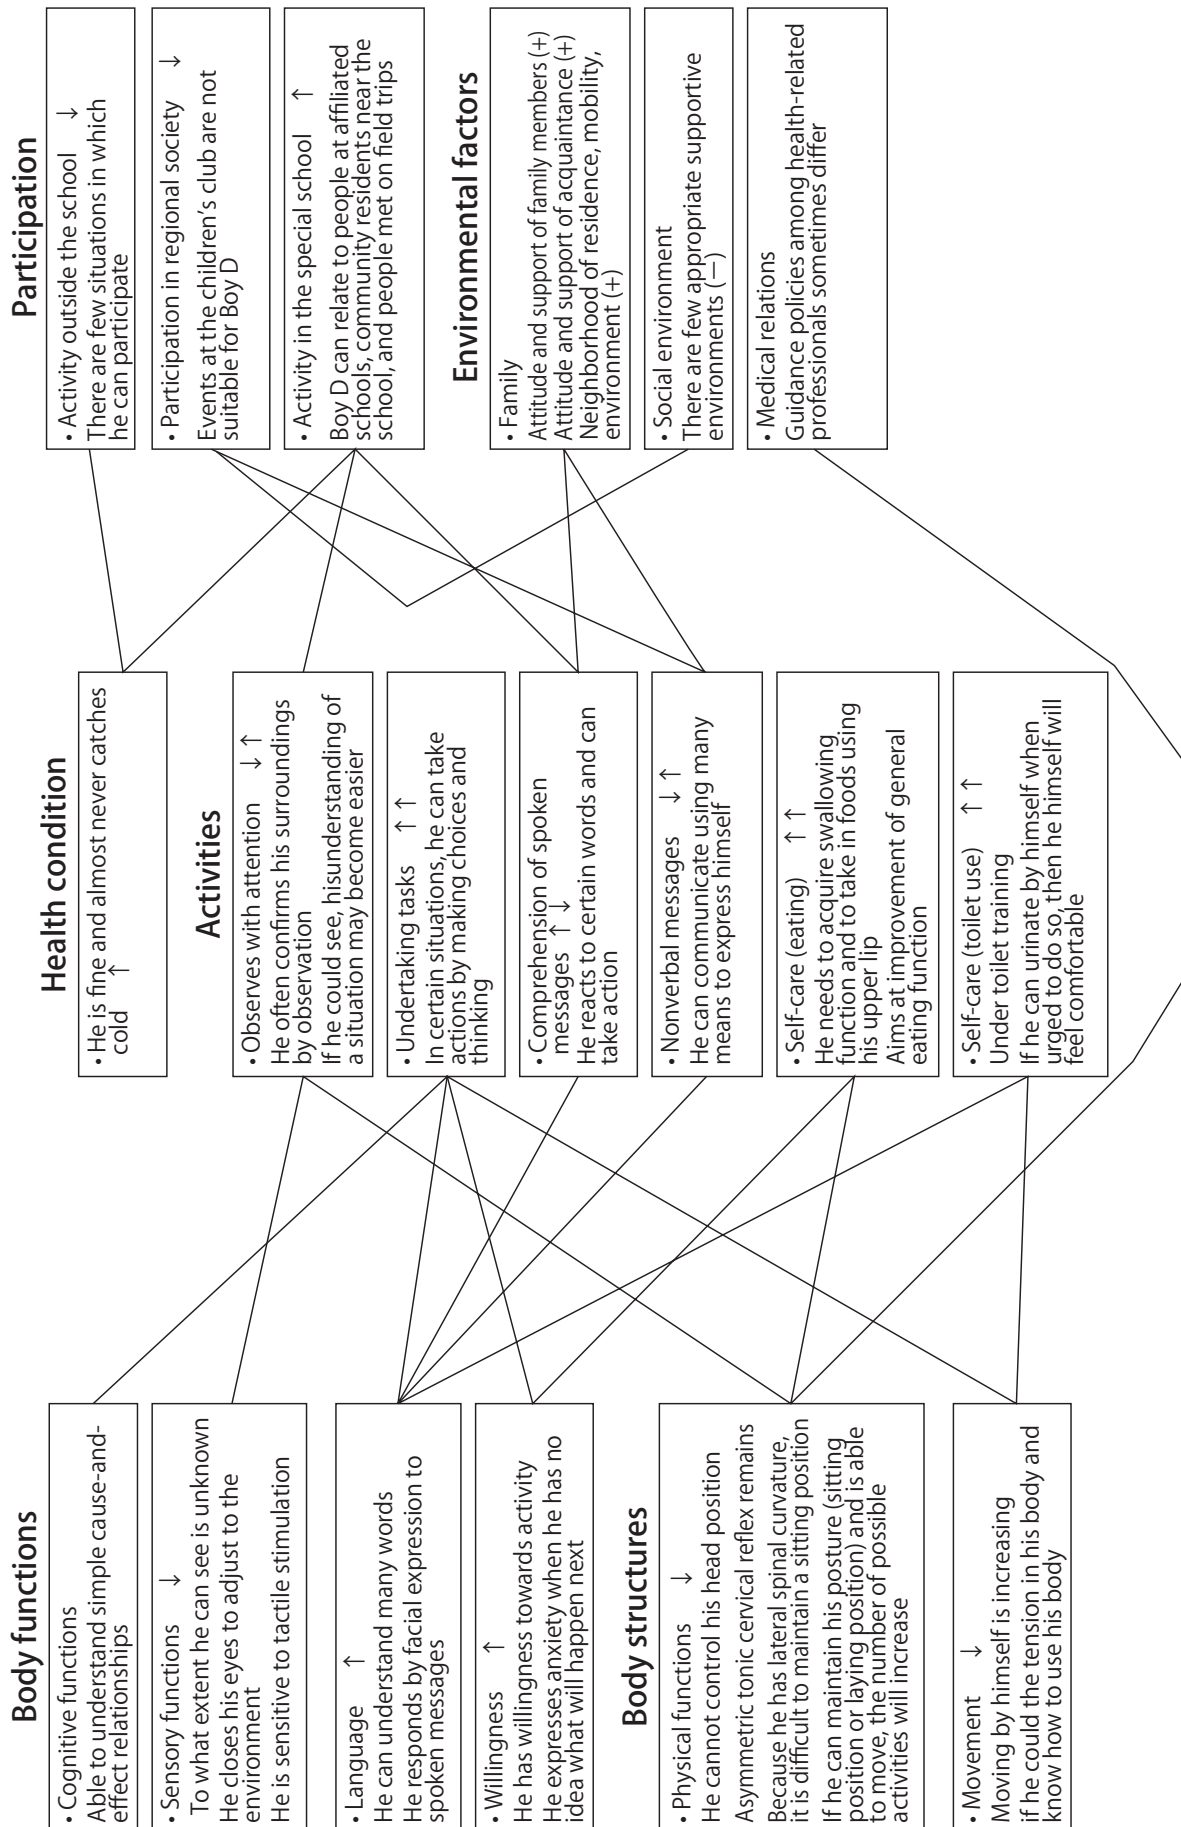 Body functions
• Cognitive functions
Able to understand simple cause-and-
effect relationships
• Sensory functions ↓
To what extent he can see is unknown
He closes his eyes to adjust to the
environment
He is sensitive to tactile stimulation
• Language ↑
He can understand many words
He responds by facial expression to
spoken messages
• Willingness ↑
He has willingness towards activity
He expresses anxiety when he has no
idea what will happen next
Body structures
• Physical functions ↓
He cannot control his head position
Asymmetric tonic cervical reflex remains
Because he has lateral spinal curvature,
it is difficult to maintain a sitting position
If he can maintain his posture (sitting
position or laying position) and is able
to move, the number of possible
activities will increase
• Movement ↓
Moving by himself is increasing
if he could the tension in his body and
know how to use his body
Health condition
• He is fine and almost never catches
cold ↑
Activities
• Observes with attention ↓↑
He often confirms his surroundings
by observation
If he could see, hisunderstanding of
a situation may become easier
• Undertaking tasks ↑↑
In certain situations, he can take
actions by making choices and
thinking
• Comprehension of spoken
messages ↑↓
He reacts to certain words and can
take action
• Nonverbal messages ↓↑
He can communicate using many
means to express himself
• Self-care (eating) ↑↑
He needs to acquire swallowing
function and to take in foods using
his upper lip
Aims at improvement of general
eating function
• Self-care (toilet use) ↑↑
Under toilet training
If he can urinate by himself when
urged to do so, then he himself will
feel comfortable
Participation
• Activity outside the school ↓
There are few situations in which
he can participate
• Participation in regional society ↓
Events at the children's club are not
suitable for Boy D
• Activity in the special school ↑
Boy D can relate to people at affiliated
schools, community residents near the
school, and people met on field trips
Environmental factors
• Family
Attitude and support of family members (+)
Attitude and support of acquaintance (+)
Neighborhood of residence, mobility,
environment (+)
• Social environment
There are few appropriate supportive
environments (−)
• Medical relations
Guidance policies among health-related
professionals sometimes differ